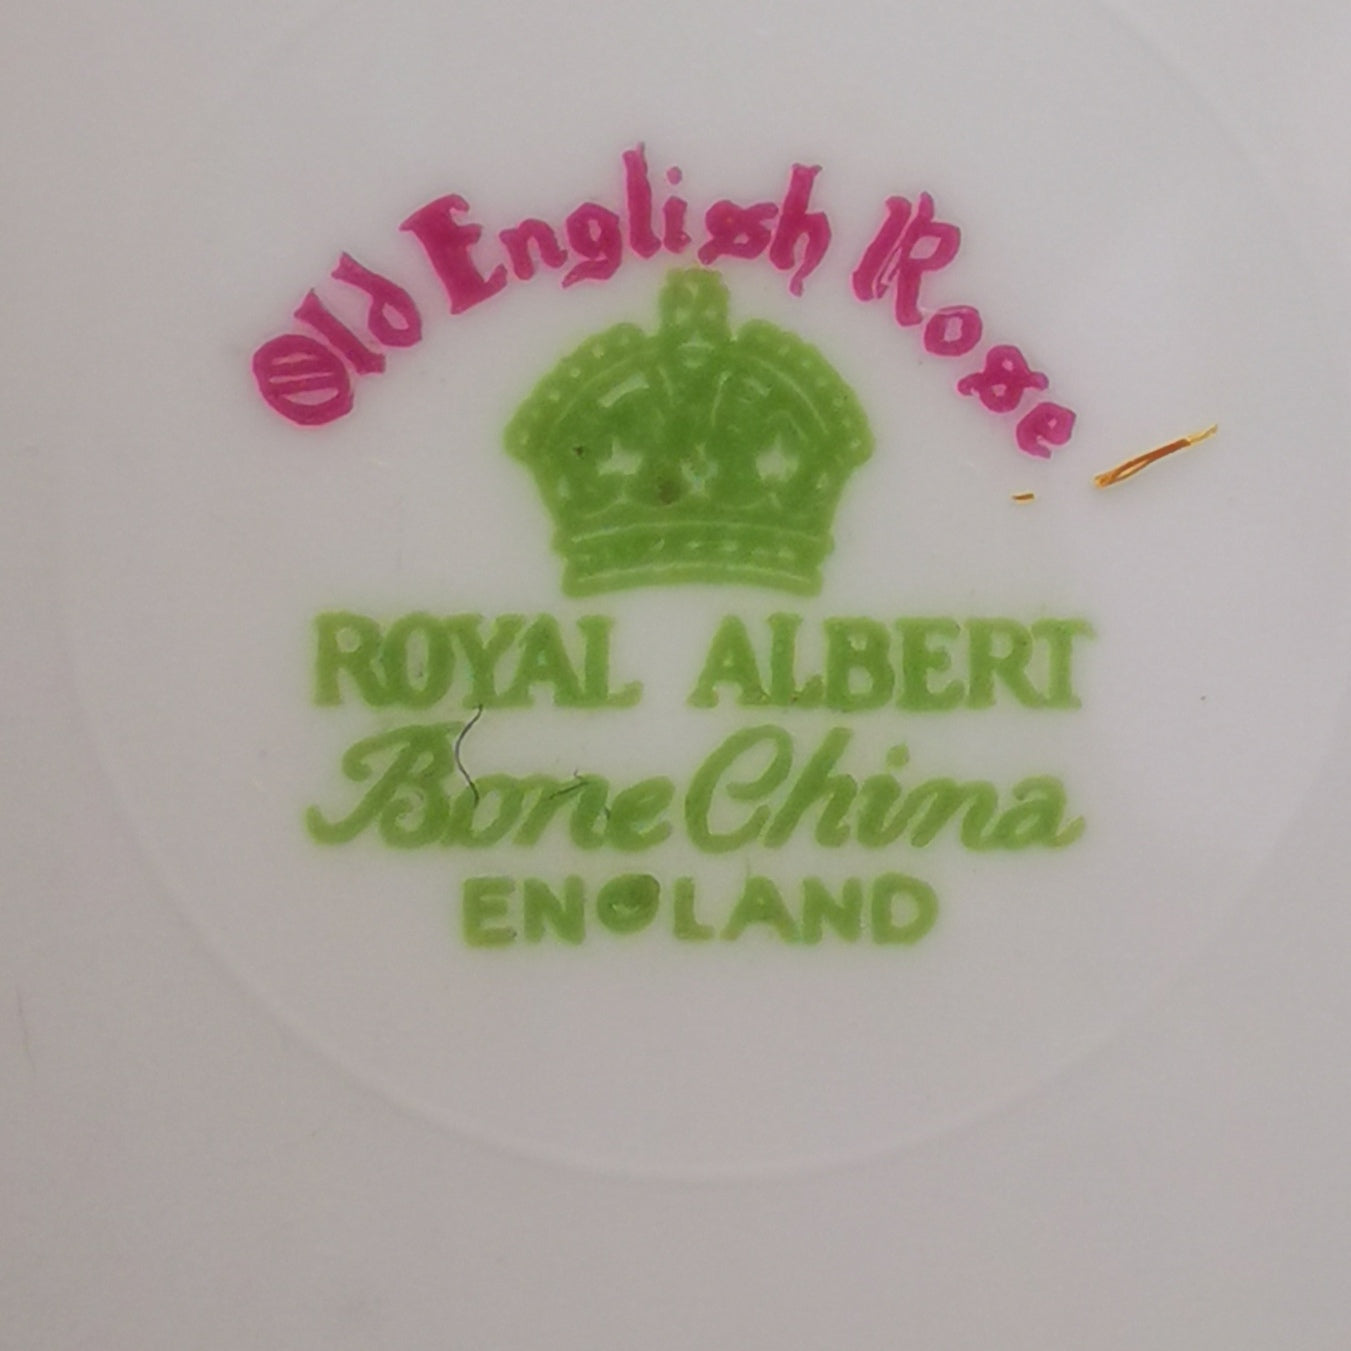 Old English Rose
ROYAL ALBERT
Bone China
ENGLAND